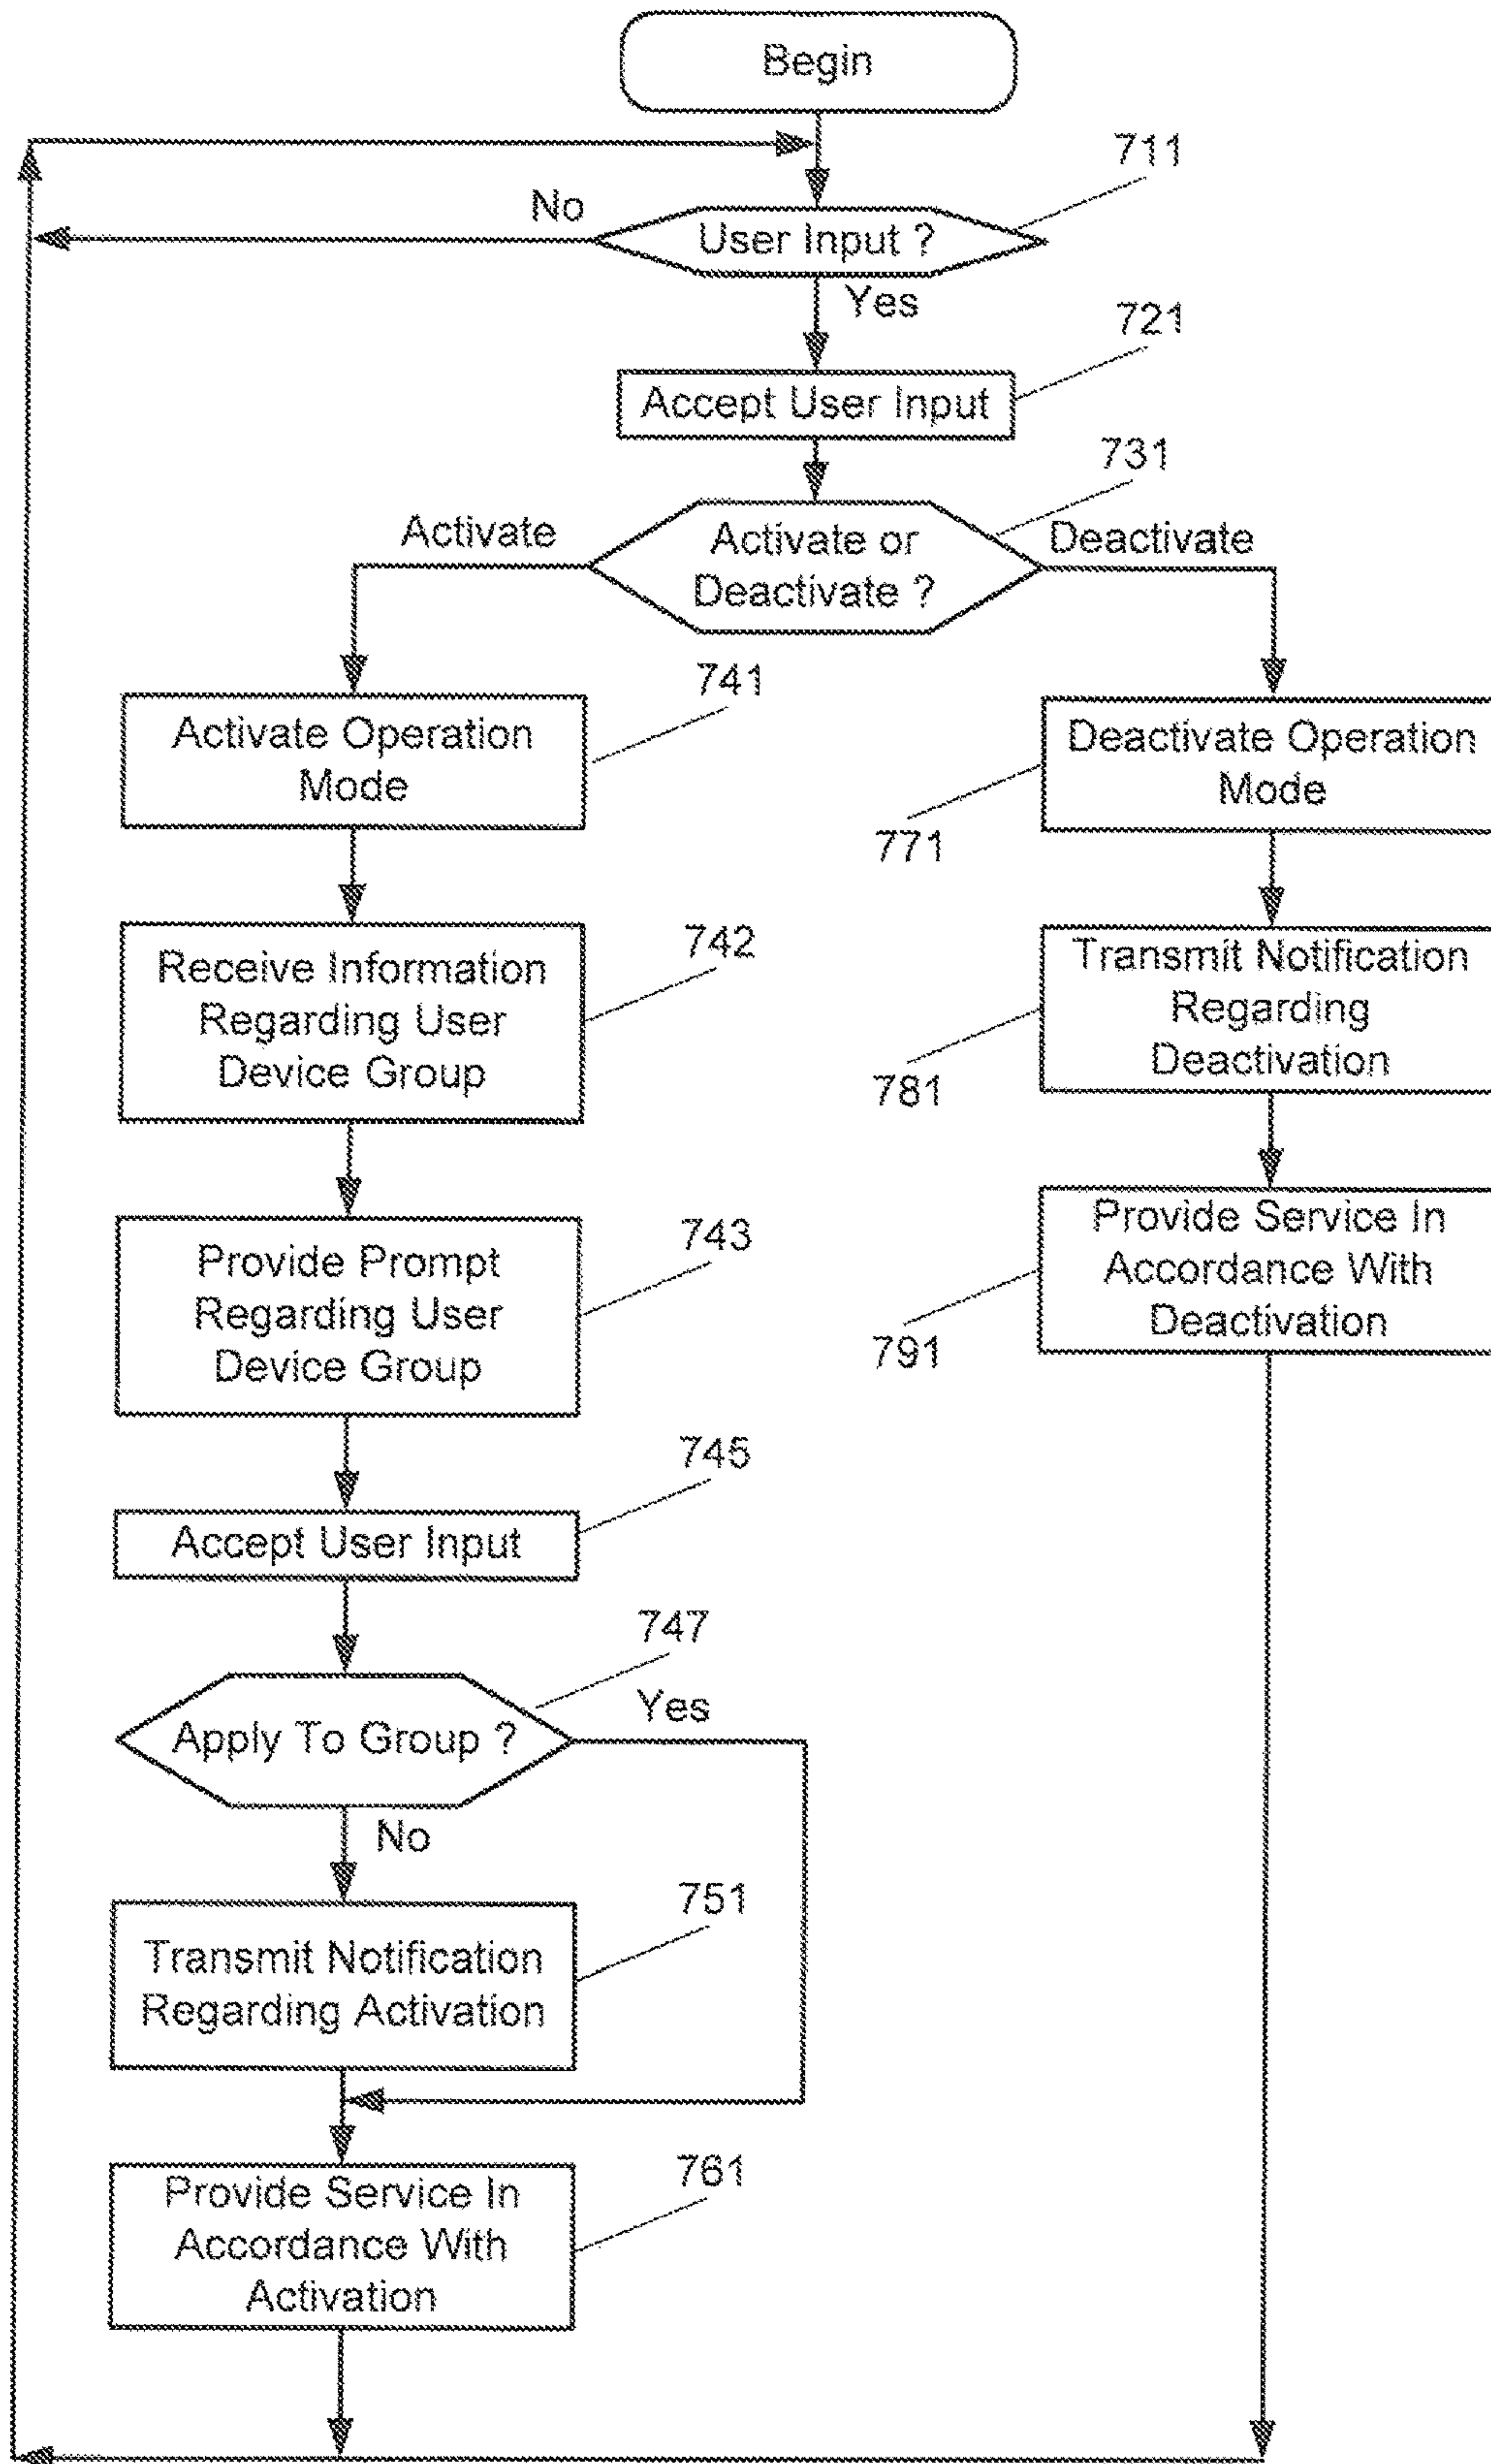 Begin
711
No
User Input ?
Yes
721
Accept User Input
731
Activate
Activate or
Deactivate ?
Deactivate
741
Activate Operation
Mode
Deactivate Operation
Mode
771
742
Receive Information
Regarding User
Device Group
Transmit Notification
Regarding
Deactivation
781
743
Provide Prompt
Regarding User
Device Group
Provide Service In
Accordance With
Deactivation
791
745
Accept User Input
747
Apply To Group ?
Yes
No
751
Transmit Notification
Regarding Activation
761
Provide Service In
Accordance With
Activation